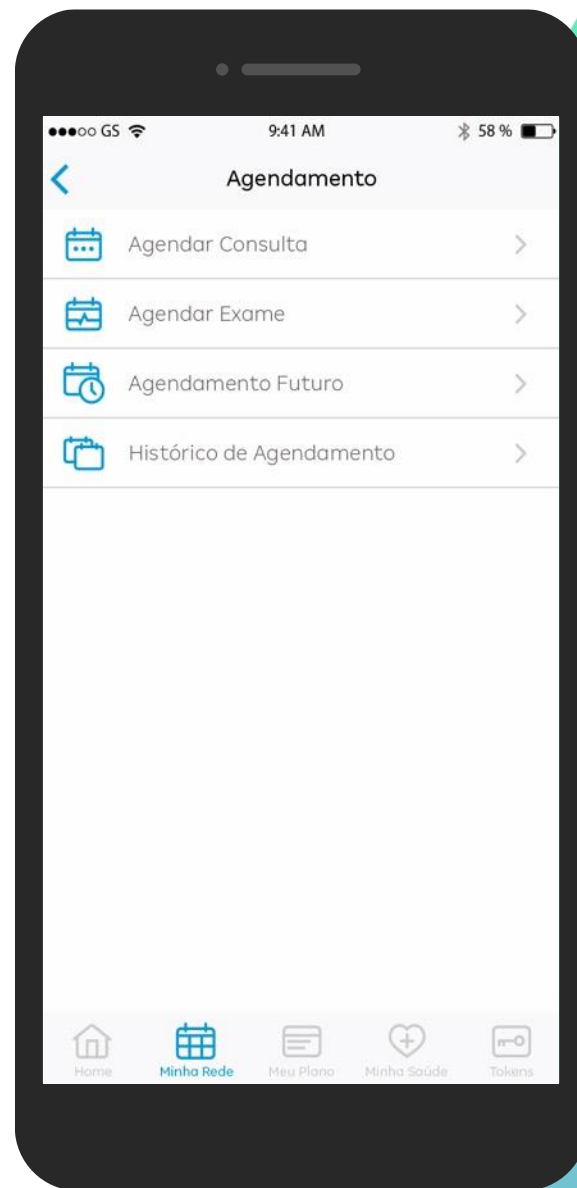 GS 9:41 AM 58 %
Agendamento
Agendar Consulta
Agendar Exame
Agendamento Futuro
Histórico de Agendamento
Home Minha Rede Meu Plano Minha Saúde Tokens